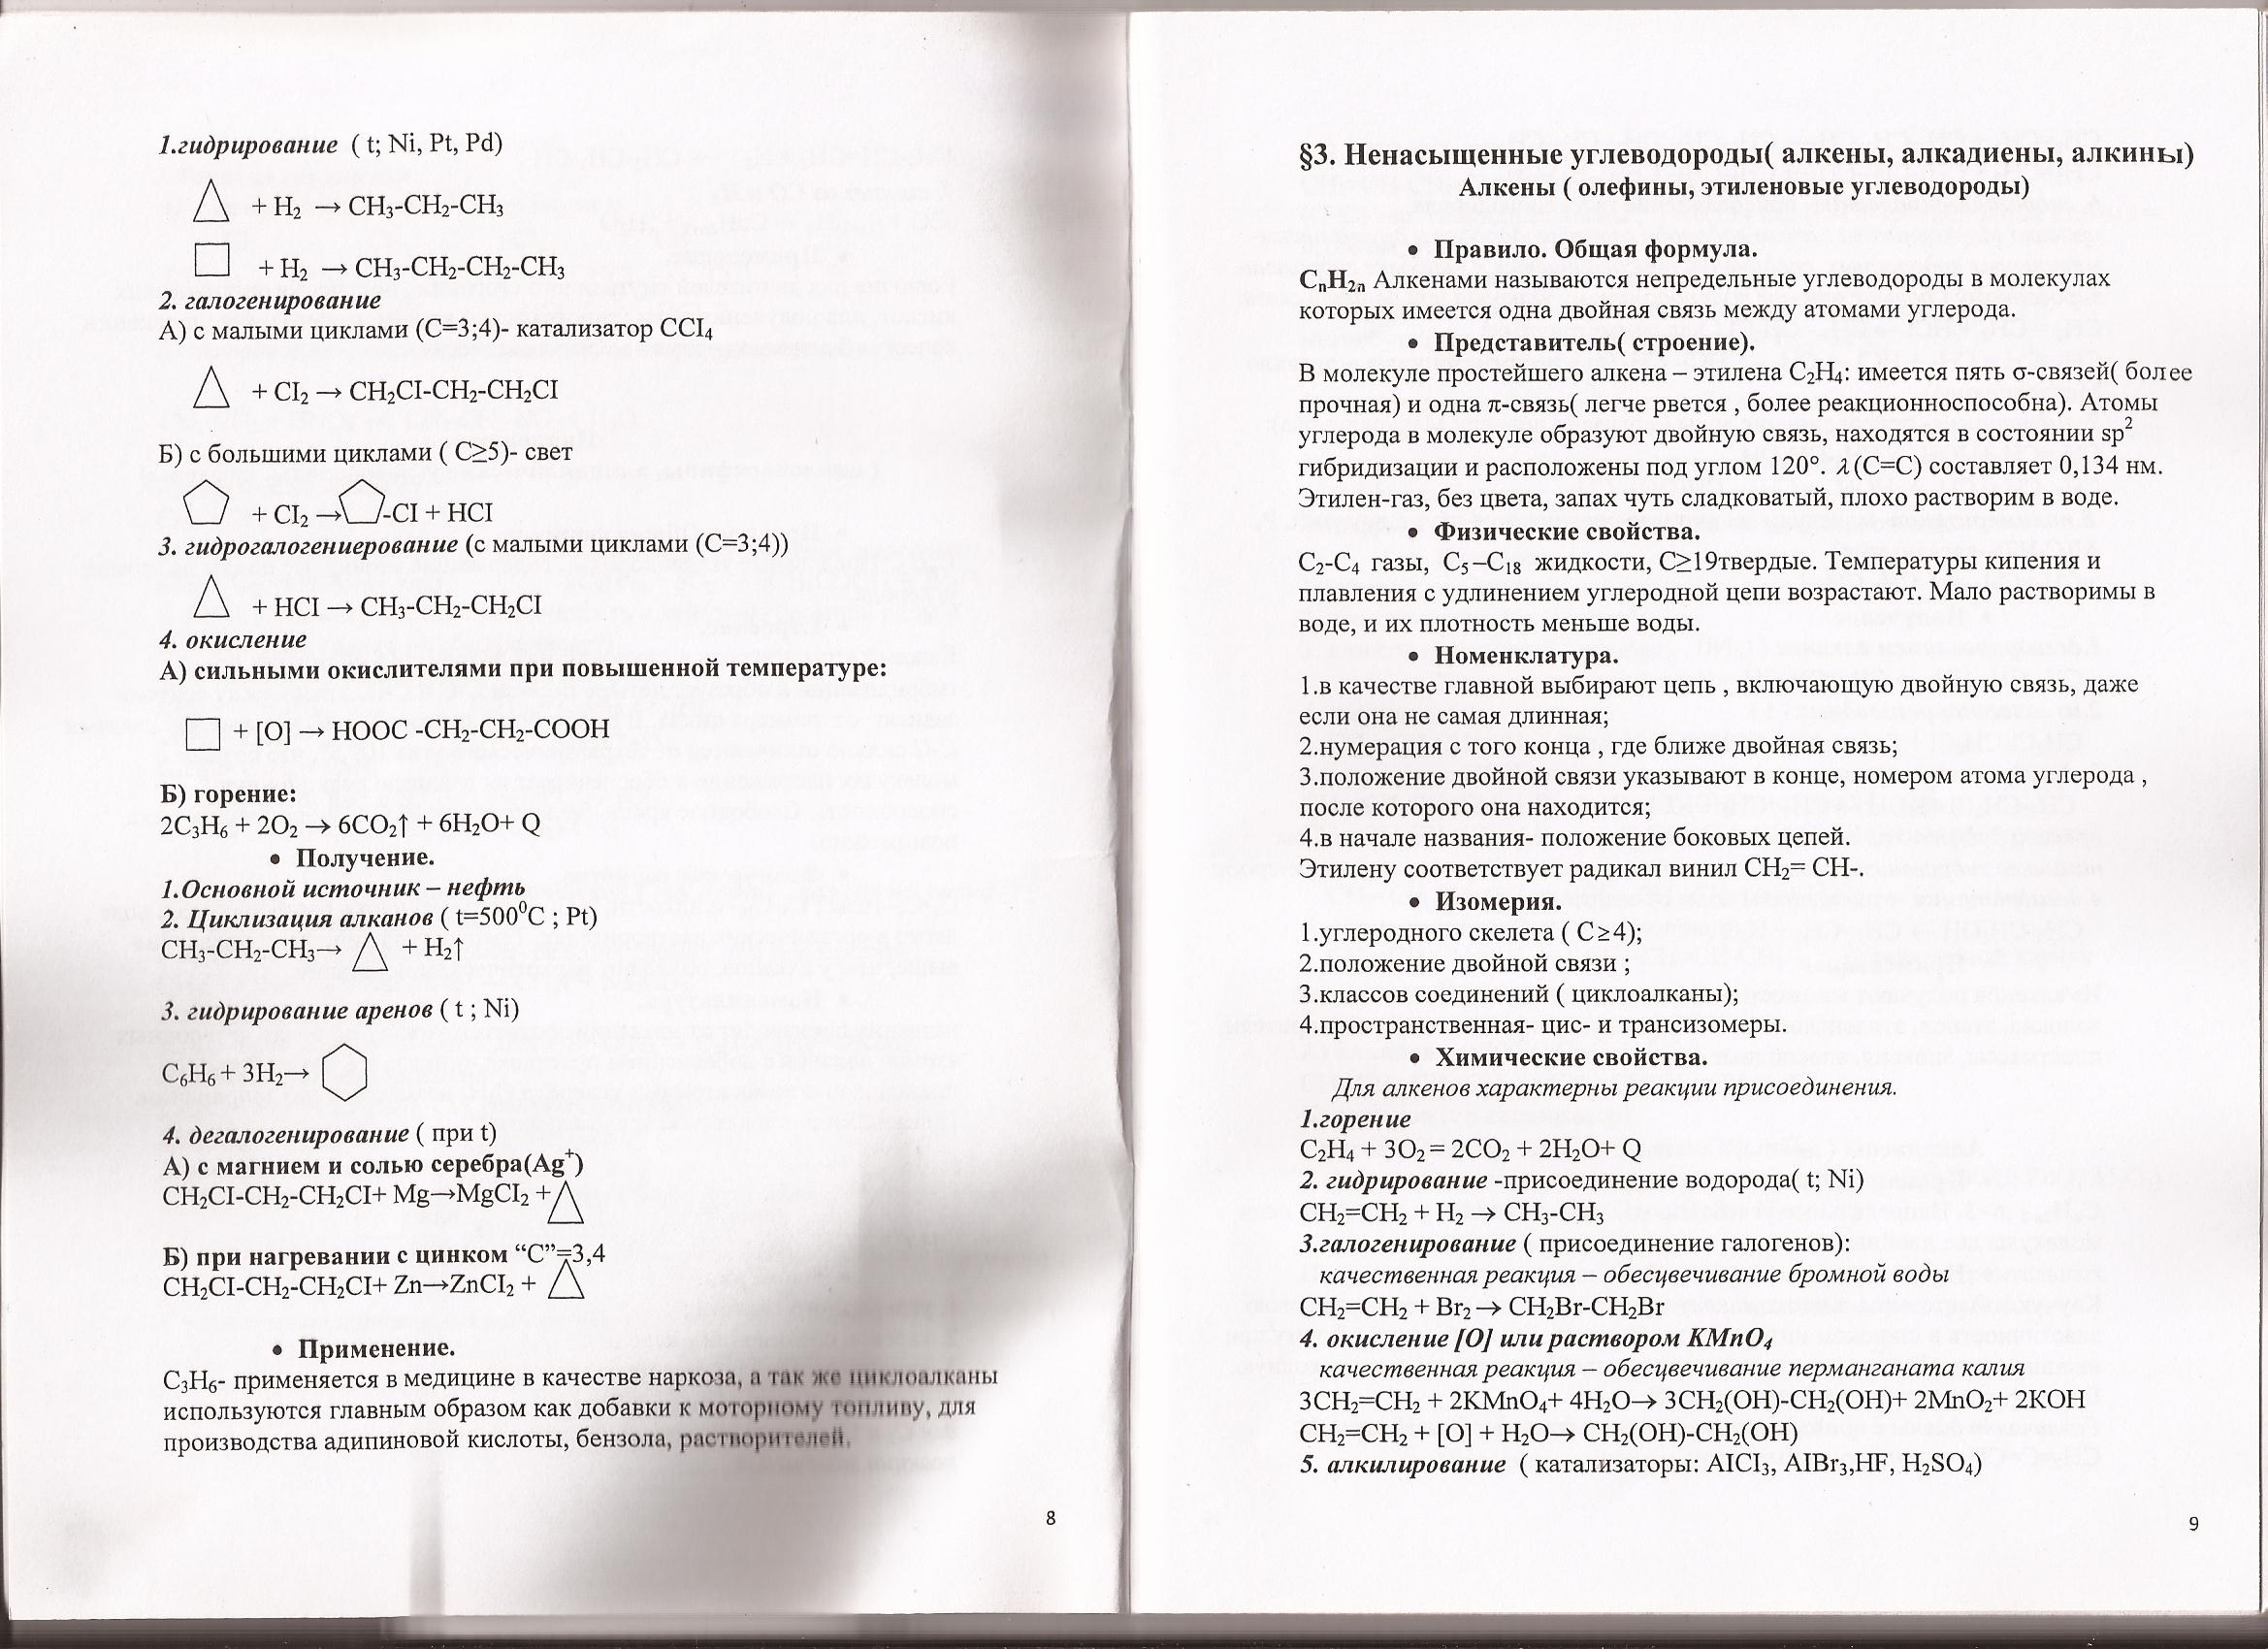 1.гидрирование ( t; Ni, Pt, Pd)
+ H₂ → CH₃-CH₂-CH₃
+ H₂ → CH₃-CH₂-CH₂-CH₃
2. галогенирование
А) с малыми циклами (С=3;4)- катализатор CCI₄
+ CI₂ → CH₂CI-CH₂-CH₂CI
Б) с большими циклами ( С≥5)- свет
+ CI₂ → -CI + HCI
3. гидрогалогениерование (с малыми циклами (С=3;4))
+ HCI → CH₃-CH₂-CH₂CI
4. окисление
А) сильными окислителями при повышенной температуре:
+ [O] → HOOC -CH₂-CH₂-COOH
Б) горение:
2C₃H₆ + 2O₂ → 6CO₂↑ + 6H₂O+ Q
• Получение.
1.Основной источник – нефть
2. Циклизация алканов ( t=500⁰C ; Pt)
CH₃-CH₂-CH₃→ + H₂↑
3. гидрирование аренов ( t ; Ni)
C₆H₆ + 3H₂→
4. дегалогенирование ( при t)
А) с магнием и солью серебра(Ag⁺)
CH₂CI-CH₂-CH₂CI+ Mg→MgCI₂ +
Б) при нагревании с цинком “С”=3,4
CH₂CI-CH₂-CH₂CI+ Zn→ZnCI₂ +
• Применение.
C₃H₆- применяется в медицине в качестве наркоза, а так же циклоалканы
используются главным образом как добавки к моторному топливу, для
производства адипиновой кислоты, бензола, растворителей.
8
§3. Ненасыщенные углеводороды( алкены, алкадиены, алкины)
Алкены ( олефины, этиленовые углеводороды)
• Правило. Общая формула.
CₙH₂ₙ Алкенами называются непредельные углеводороды в молекулах
которых имеется одна двойная связь между атомами углерода.
• Представитель( строение).
В молекуле простейшего алкена – этилена C₂H₄: имеется пять σ-связей( более
прочная) и одна π-связь( легче рвется , более реакционноспособна). Атомы
углерода в молекуле образуют двойную связь, находятся в состоянии sp²
гибридизации и расположены под углом 120°. λ (C=C) составляет 0,134 нм.
Этилен-газ, без цвета, запах чуть сладковатый, плохо растворим в воде.
• Физические свойства.
C₂-C₄ газы, C₅–C₁₈ жидкости, C≥19твердые. Температуры кипения и
плавления с удлинением углеродной цепи возрастают. Мало растворимы в
воде, и их плотность меньше воды.
• Номенклатура.
1.в качестве главной выбирают цепь , включающую двойную связь, даже
если она не самая длинная;
2.нумерация с того конца , где ближе двойная связь;
3.положение двойной связи указывают в конце, номером атома углерода ,
после которого она находится;
4.в начале названия- положение боковых цепей.
Этилену соответствует радикал винил CH₂= CH-.
• Изомерия.
1.углеродного скелета ( C≥4);
2.положение двойной связи ;
3.классов соединений ( циклоалканы);
4.пространственная- цис- и трансизомеры.
• Химические свойства.
Для алкенов характерны реакции присоединения.
1.горение
C₂H₄ + 3O₂ = 2CO₂ + 2H₂O+ Q
2. гидрирование -присоединение водорода( t; Ni)
CH₂=CH₂ + H₂ → CH₃-CH₃
3.галогенирование ( присоединение галогенов):
качественная реакция – обесцвечивание бромной воды
CH₂=CH₂ + Br₂ → CH₂Br-CH₂Br
4. окисление [O] или раствором KMnO₄
качественная реакция – обесцвечивание перманганата калия
3CH₂=CH₂ + 2KMnO₄+ 4H₂O→ 3CH₂(OH)-CH₂(OH)+ 2MnO₂+ 2KOH
CH₂=CH₂ + [O] + H₂O→ CH₂(OH)-CH₂(OH)
5. алкилирование ( катализаторы: AICI₃, AIBr₃,HF, H₂SO₄)
9